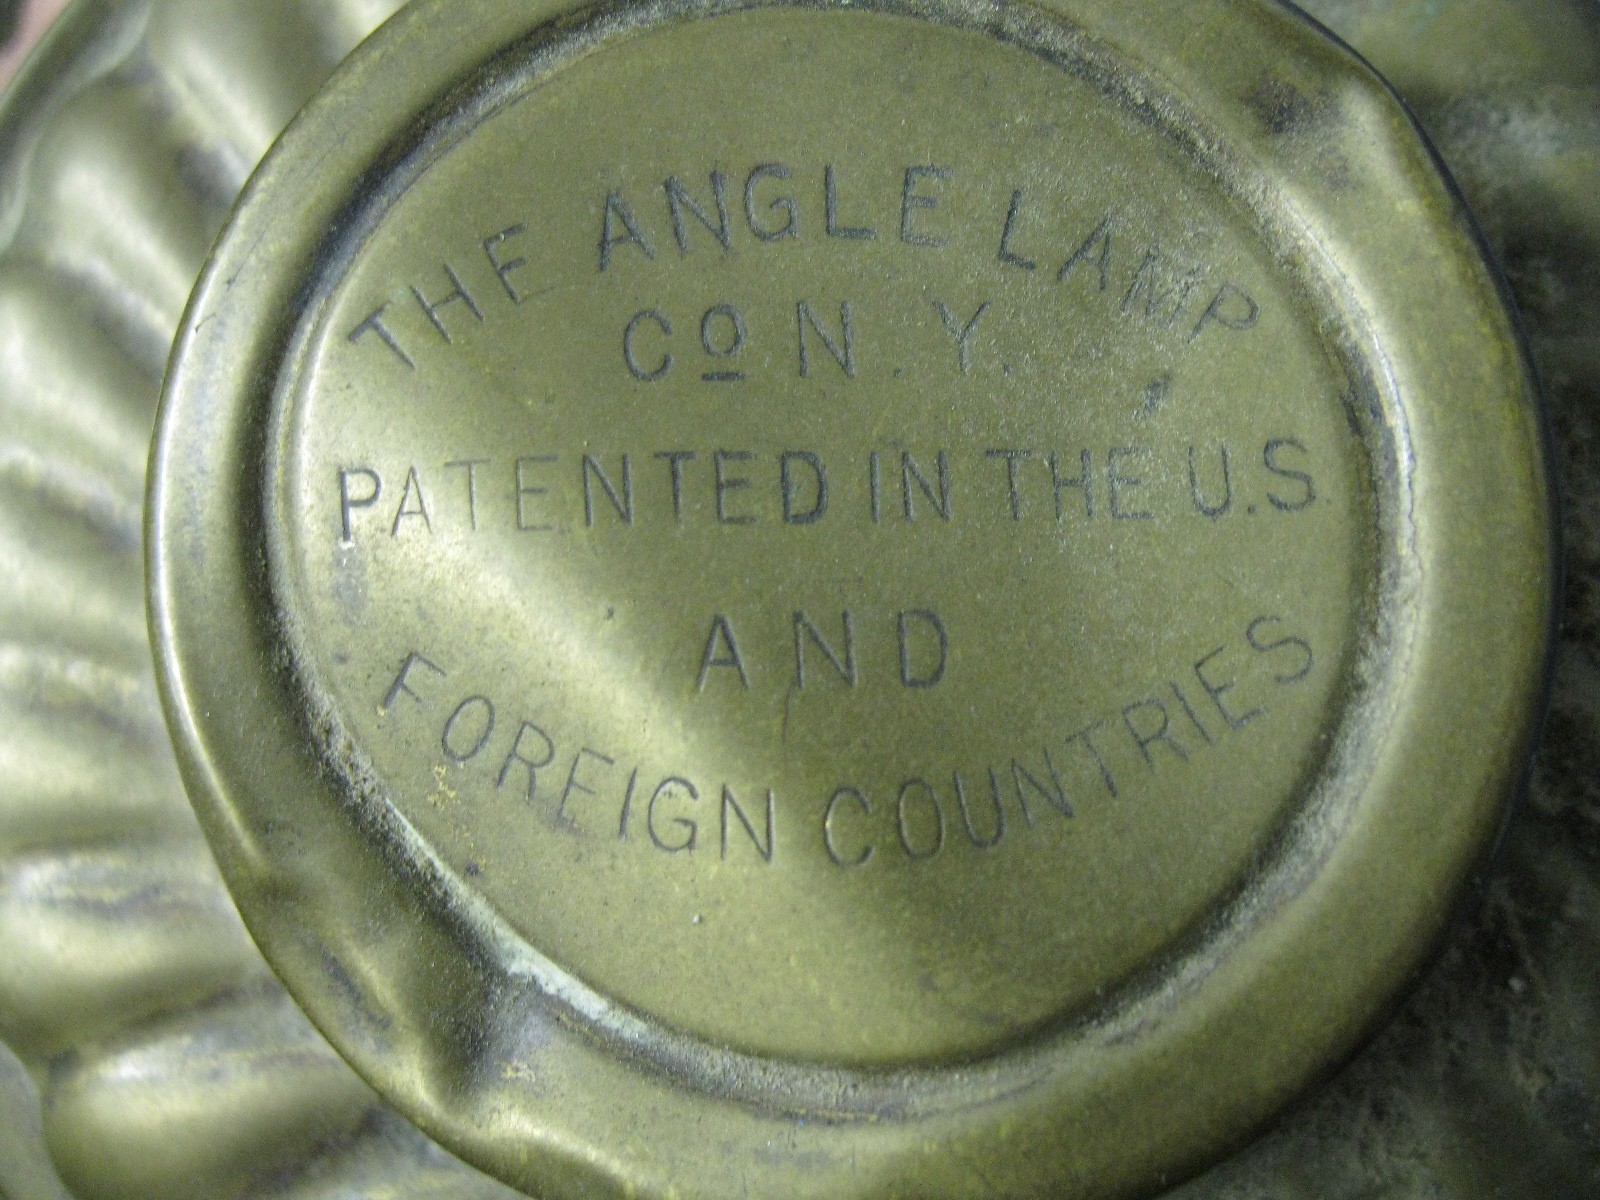 THE ANGLE LAMP
Co N.Y.
PATENTED IN THE U.S
AND
FOREIGN COUNTRIES